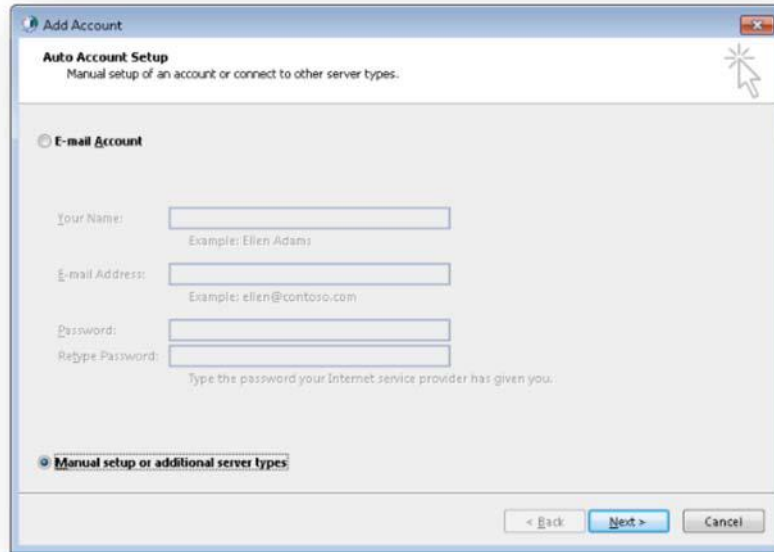 Add Account
Auto Account Setup
Manual setup of an account or connect to other server types.
E-mail Account
Your Name:
Example: Ellen Adams
E-mail Address:
Example: ellen@contoso.com
Password:
Retype Password:
Type the password your Internet service provider has given you.
Manual setup or additional server types
< Back Next > Cancel